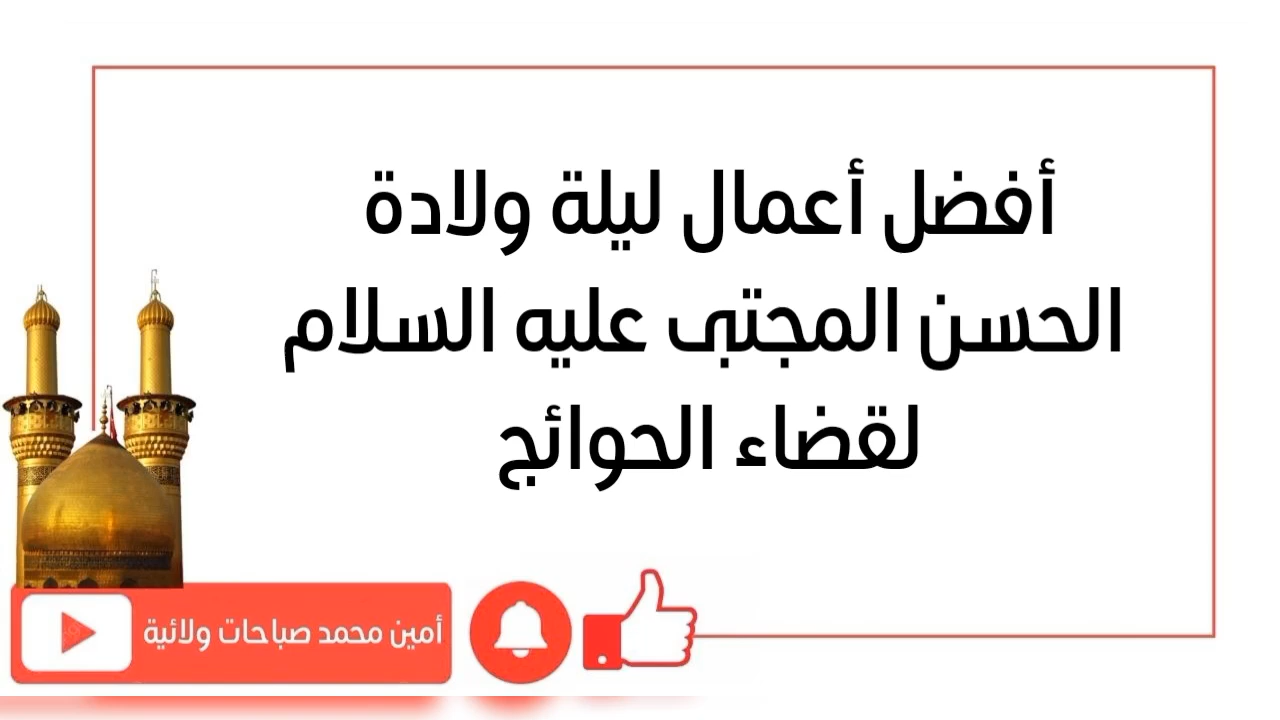 أفضل أعمال ليلة ولادة
الحسن المجتبى عليه السلام
لقضاء الحوائج
أمين محمد صباحات ولائية